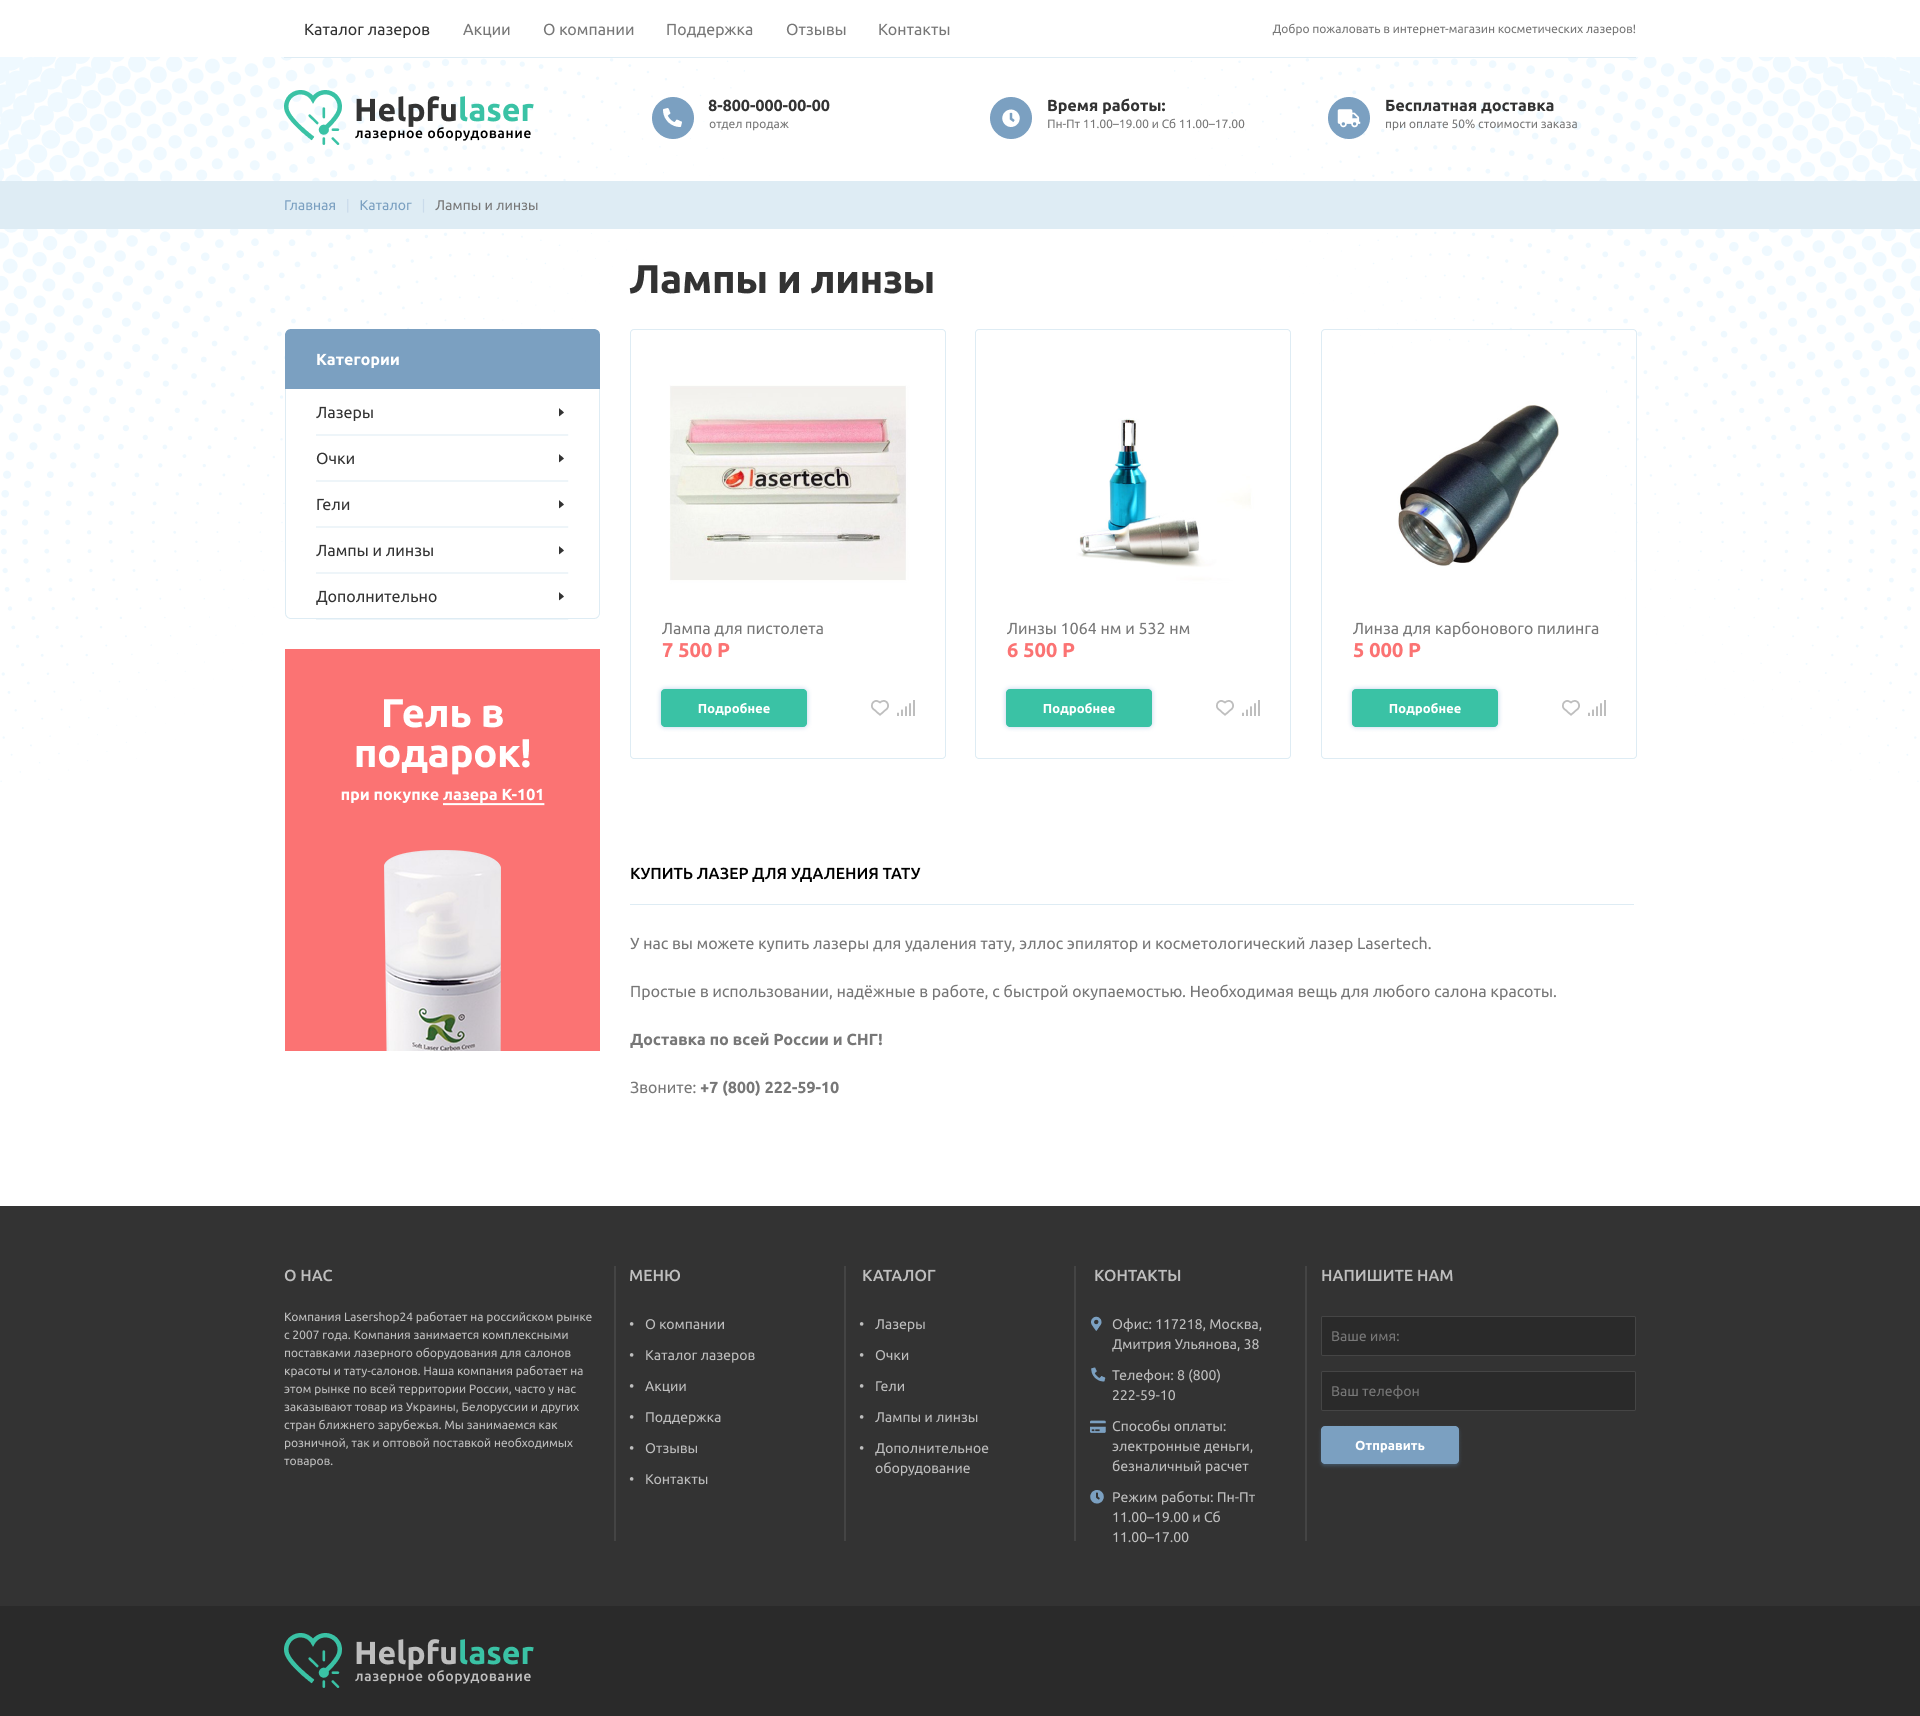 Каталог лазеров
Акции
О компании
Поддержка
Отзывы
Контакты
Добро пожаловать в интернет-магазин косметических лазеров!
Helpfulaser
лазерное оборудование
8-800-000-00-00
отдел продаж
Время работы:
Пн-Пт 11.00–19.00 и Сб 11.00–17.00
Бесплатная доставка
при оплате 50% стоимости заказа
Главная
Каталог
Лампы и линзы
Лампы и линзы
Категории
Лазеры
Очки
Гели
Лампы и линзы
Дополнительно
lasertech
Лампа для пистолета
7 500 Р
Подробнее
Линзы 1064 нм и 532 нм
6 500 Р
Подробнее
Линза для карбонового пилинга
5 000 Р
Подробнее
Гель в
подарок!
при покупке лазера К-101
R
Soft Laser Carbon Crem
КУПИТЬ ЛАЗЕР ДЛЯ УДАЛЕНИЯ ТАТУ
У нас вы можете купить лазеры для удаления тату, эллос эпилятор и косметологический лазер Lasertech.
Простые в использовании, надёжные в работе, с быстрой окупаемостью. Необходимая вещь для любого салона красоты.
Доставка по всей России и СНГ!
Звоните: +7 (800) 222-59-10
О НАС
Компания Lasershop24 работает на российском рынке
с 2007 года. Компания занимается комплексными
поставками лазерного оборудования для салонов
красоты и тату-салонов. Наша компания работает на
этом рынке по всей территории России, часто у нас
заказывают товар из Украины, Белоруссии и других
стран ближнего зарубежья. Мы занимаемся как
розничной, так и оптовой поставкой необходимых
товаров.
МЕНЮ
• О компании
• Каталог лазеров
• Акции
• Поддержка
• Отзывы
• Контакты
КАТАЛОГ
• Лазеры
• Очки
• Гели
• Лампы и линзы
• Дополнительное
оборудование
КОНТАКТЫ
Офис: 117218, Москва,
Дмитрия Ульянова, 38
Телефон: 8 (800)
222-59-10
Способы оплаты:
электронные деньги,
безналичный расчет
Режим работы: Пн-Пт
11.00–19.00 и Сб
11.00–17.00
НАПИШИТЕ НАМ
Ваше имя:
Ваш телефон
Отправить
Helpfulaser
лазерное оборудование